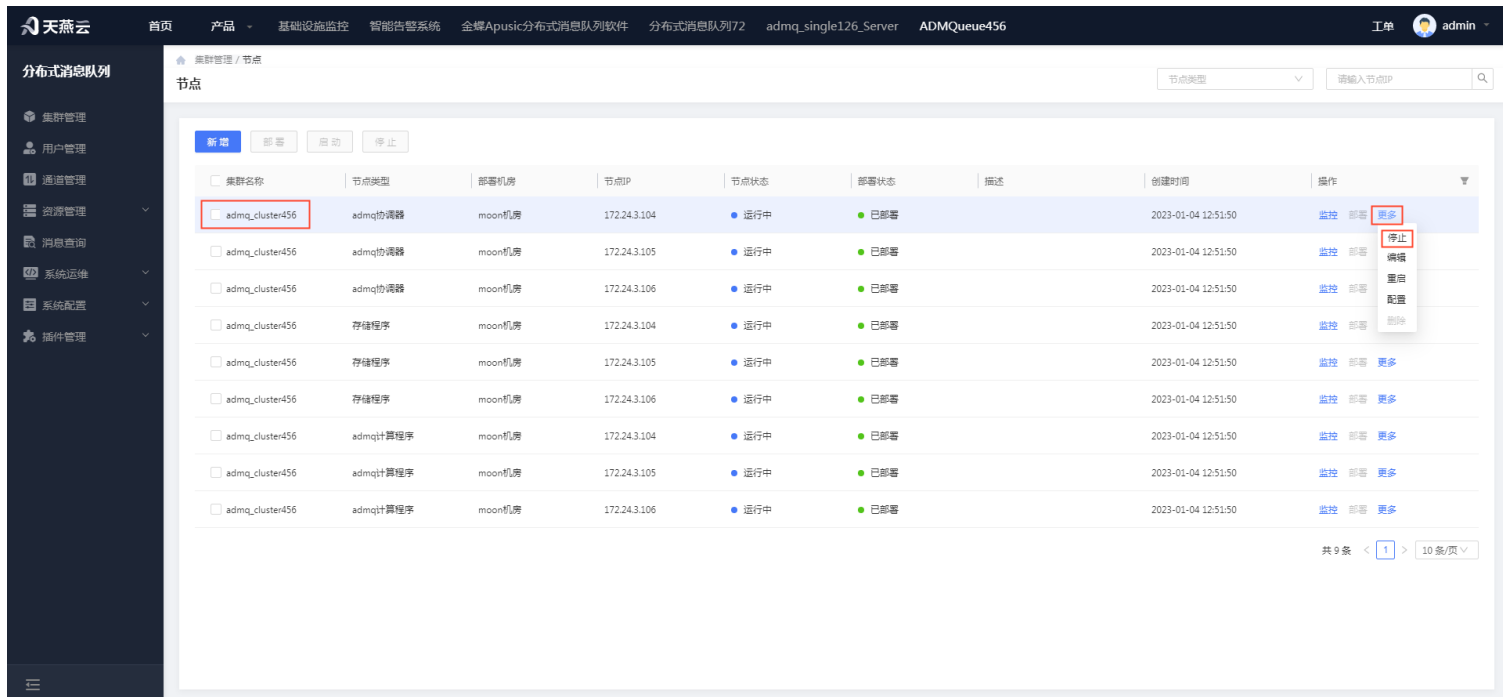 天燕云 首页 产品 基础设施监控 智能告警系统 金蝶Apusic分布式消息队列软件 分布式消息队列72 admq_single126_Server ADMQueue456 工单 admin
分布式消息队列
集群管理
用户管理
通道管理
资源管理
消息查询
系统运维
系统配置
插件管理
集群管理 / 节点
节点
节点类型 请输入节点IP
新增 部署 启动 停止
集群名称 节点类型 部署机房 节点IP 节点状态 部署状态 描述 创建时间 操作
admq_cluster456 admq协调器 moon机房 172.24.3.104 运行中 已部署 2023-01-04 12:51:50 监控 部署 更多
admq_cluster456 admq协调器 moon机房 172.24.3.105 运行中 已部署 2023-01-04 12:51:50 监控 部署
admq_cluster456 admq协调器 moon机房 172.24.3.106 运行中 已部署 2023-01-04 12:51:50 监控 部署
admq_cluster456 存储程序 moon机房 172.24.3.104 运行中 已部署 2023-01-04 12:51:50 监控 部署
停止
编辑
重启
配置
删除
admq_cluster456 存储程序 moon机房 172.24.3.105 运行中 已部署 2023-01-04 12:51:50 监控 部署 更多
admq_cluster456 存储程序 moon机房 172.24.3.106 运行中 已部署 2023-01-04 12:51:50 监控 部署 更多
admq_cluster456 admq计算程序 moon机房 172.24.3.104 运行中 已部署 2023-01-04 12:51:50 监控 部署 更多
admq_cluster456 admq计算程序 moon机房 172.24.3.105 运行中 已部署 2023-01-04 12:51:50 监控 部署 更多
admq_cluster456 admq计算程序 moon机房 172.24.3.106 运行中 已部署 2023-01-04 12:51:50 监控 部署 更多
共 9 条 < 1 > 10 条/页